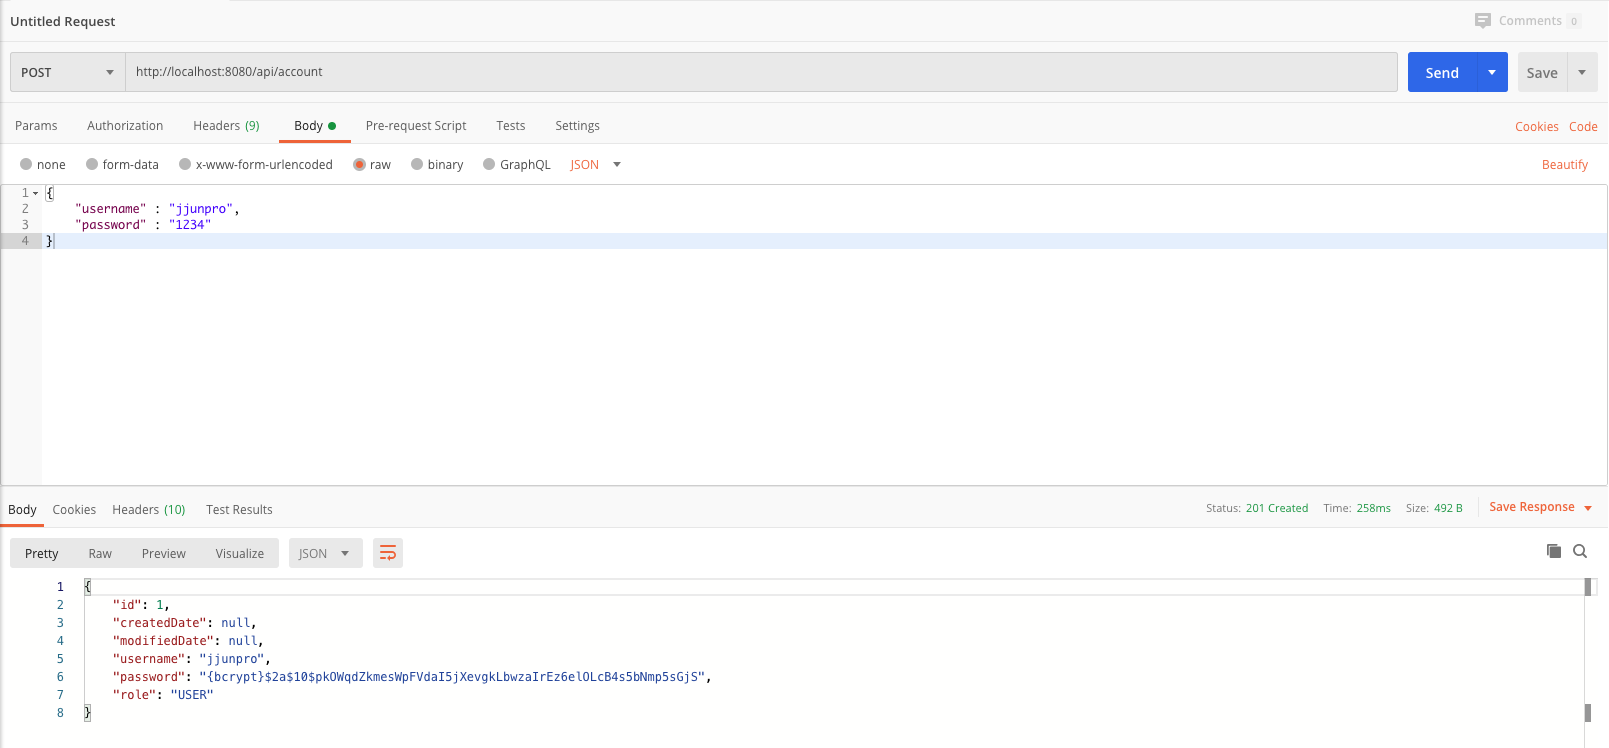 Untitled Request
Comments 0
POST http://localhost:8080/api/account Send Save
Params Authorization Headers (9) Body Pre-request Script Tests Settings Cookies Code
none form-data x-www-form-urlencoded raw binary GraphQL JSON Beautify
1 {
2 "username" : "jjunpro",
3 "password" : "1234"
4 }
Body Cookies Headers (10) Test Results Status: 201 Created Time: 258ms Size: 492 B Save Response
Pretty Raw Preview Visualize JSON
1 {
2 "id": 1,
3 "createdDate": null,
4 "modifiedDate": null,
5 "username": "jjunpro",
6 "password": "{bcrypt}$2a$10$pkOWqdZkmesWpFVdaI5jXevgkLbwzaIrEz6elOLcB4s5bNmp5sGjS",
7 "role": "USER"
8 }